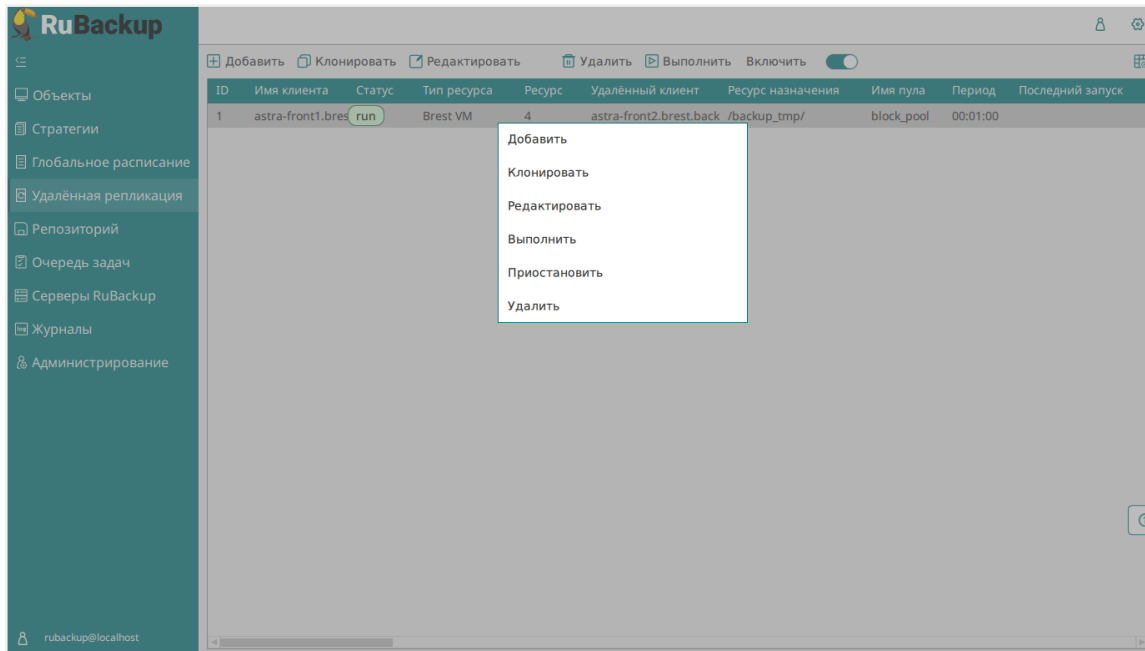 RuBackup
Добавить Клонировать Редактировать Удалить Выполнить Включить
ID Имя клиента Статус Тип ресурса Ресурс Удалённый клиент Ресурс назначения Имя пула Период Последний запуск
1 astra-front1.bres run Brest VM 4 astra-front2.brest.back /backup_tmp/ block_pool 00:01:00
Объекты
Стратегии
Глобальное расписание
Удалённая репликация
Репозиторий
Очередь задач
Серверы RuBackup
Журналы
Администрирование
rubackup@localhost
Добавить
Клонировать
Редактировать
Выполнить
Приостановить
Удалить